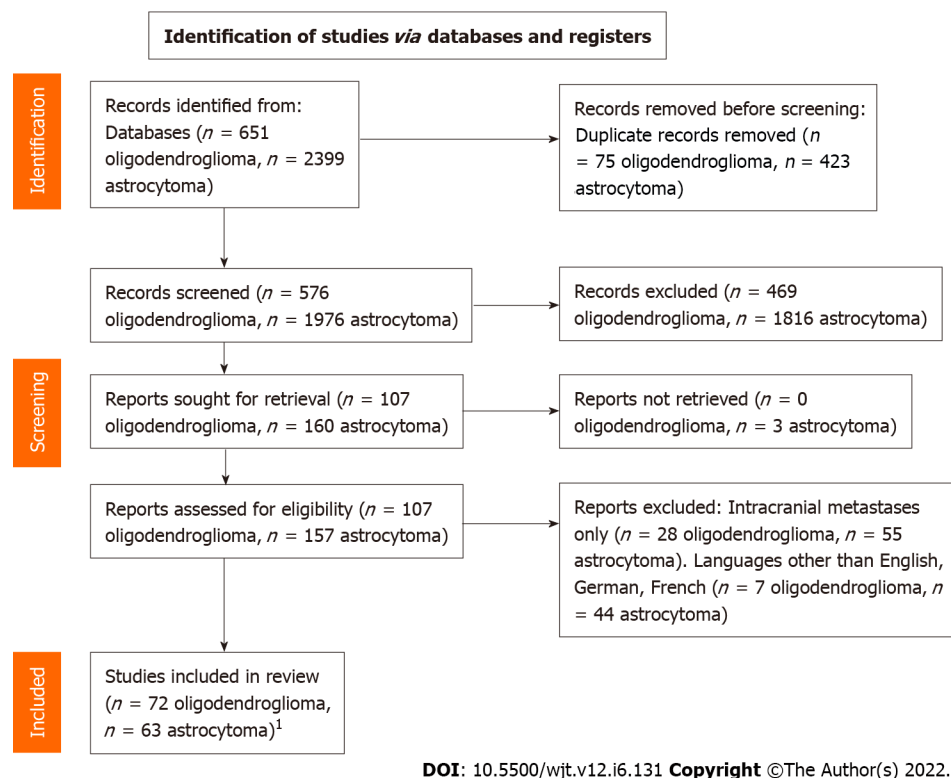 Identification of studies via databases and registers
Identification
Records identified from:
Databases (n = 651
oligodendroglioma, n = 2399
astrocytoma)
Records removed before screening:
Duplicate records removed (n
= 75 oligodendroglioma, n = 423
astrocytoma)
Records screened (n = 576
oligodendroglioma, n = 1976 astrocytoma)
Records excluded (n = 469
oligodendroglioma, n = 1816 astrocytoma)
Screening
Reports sought for retrieval (n = 107
oligodendroglioma, n = 160 astrocytoma)
Reports not retrieved (n = 0
oligodendroglioma, n = 3 astrocytoma)
Reports assessed for eligibility (n = 107
oligodendroglioma, n = 157 astrocytoma)
Reports excluded: Intracranial metastases
only (n = 28 oligodendroglioma, n = 55
astrocytoma). Languages other than English,
German, French (n = 7 oligodendroglioma, n
= 44 astrocytoma)
Included
Studies included in review
(n = 72 oligodendroglioma,
n = 63 astrocytoma)¹
DOI: 10.5500/wjt.v12.i6.131 Copyright ©The Author(s) 2022.